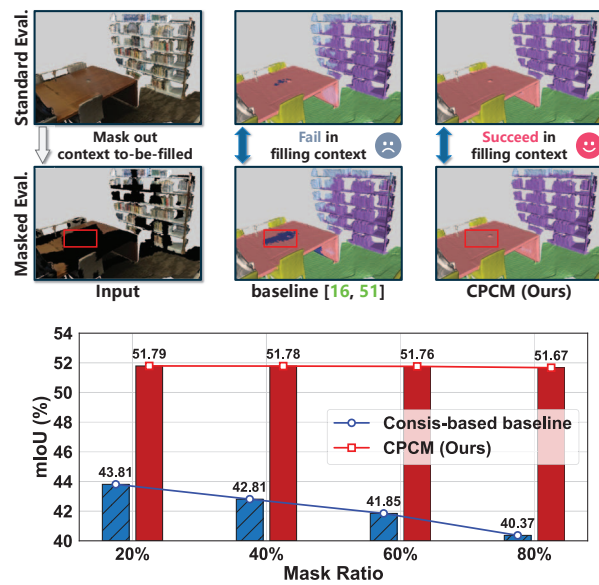 Standard Eval.
Mask out
context to-be-filled
Fail in
filling context
Succeed in
filling context
Masked Eval.
Input
baseline [16, 51]
CPCM (Ours)
mIoU (%)
54
52
50
48
46
44
42
40
51.79
51.78
51.76
51.67
Consis-based baseline
CPCM (Ours)
43.81
42.81
41.85
40.37
20%
40%
60%
80%
Mask Ratio